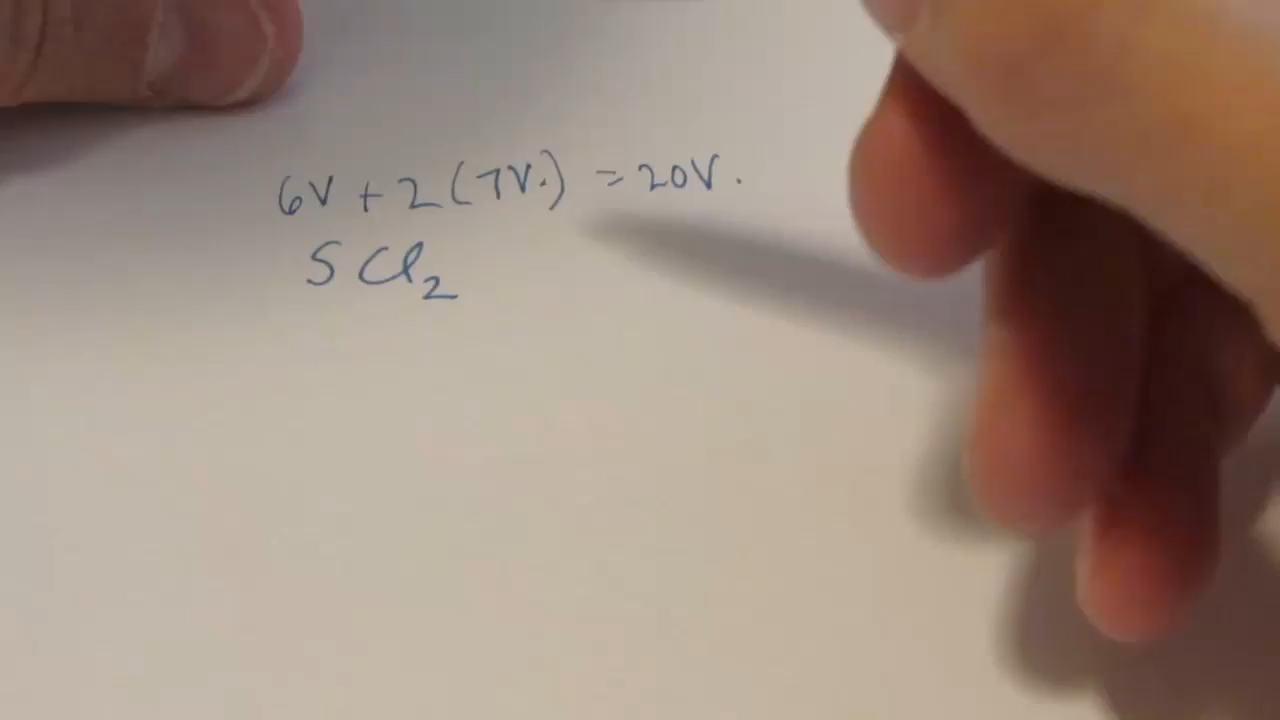 6V + 2 (7V.) = 20V.
SCl₂